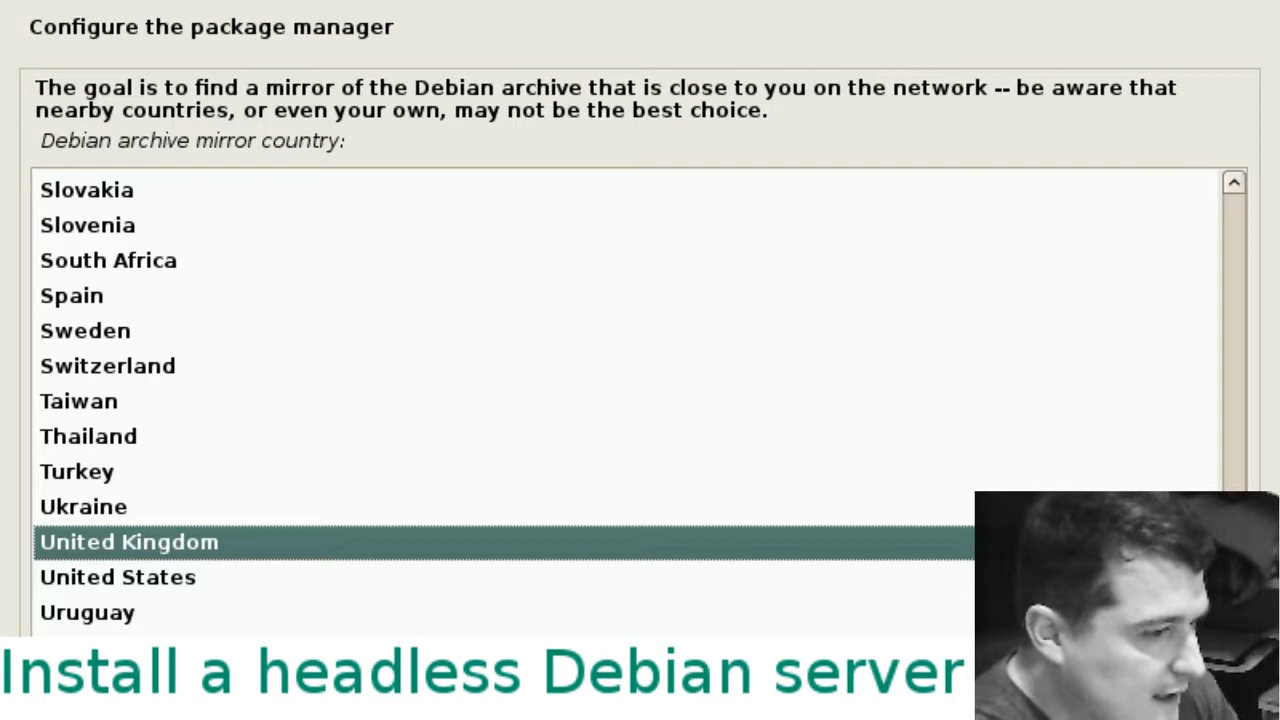 Configure the package manager
The goal is to find a mirror of the Debian archive that is close to you on the network -- be aware that
nearby countries, or even your own, may not be the best choice.
Debian archive mirror country:
Slovakia
Slovenia
South Africa
Spain
Sweden
Switzerland
Taiwan
Thailand
Turkey
Ukraine
United Kingdom
United States
Uruguay
Install a headless Debian server